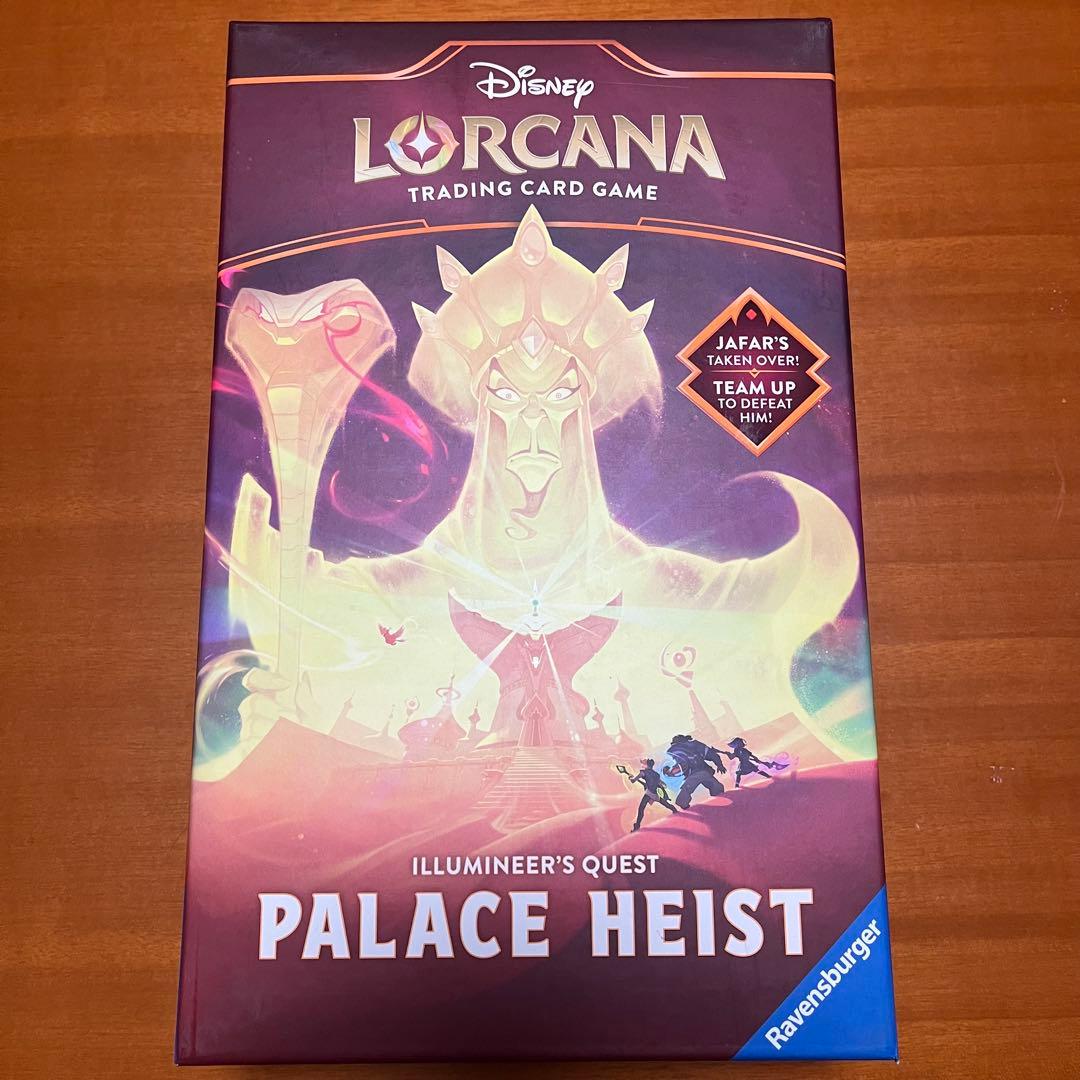 Disney
LORCANA
TRADING CARD GAME
JAFAR'S
TAKEN OVER!
TEAM UP
TO DEFEAT
HIM!
ILLUMINEER'S QUEST
PALACE HEIST
Ravensburger